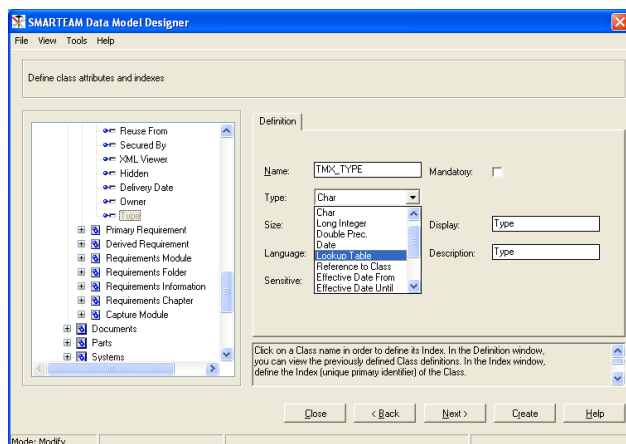 SMARTEAM Data Model Designer
File View Tools Help
Define class attributes and indexes
Reuse From
Secured By
XML Viewer
Hidden
Delivery Date
Owner
Type
Primary Requirement
Derived Requirement
Requirements Module
Requirements Folder
Requirements Information
Requirements Chapter
Capture Module
Documents
Parts
Systems
Definition
Name: TMX_TYPE Mandatory:
Type: Char
Char
Long Integer
Double Prec.
Date
Lookup Table
Reference to Class
Effective Date From
Effective Date Until
Size: Display: Type
Language: Description: Type
Sensitive:
Click on a Class name in order to define its Index. In the Definition window,
you can view the previously defined Class definitions. In the Index window,
define the Index (unique primary identifier) of the Class.
Close < Back Next > Create Help
Mode: Modify